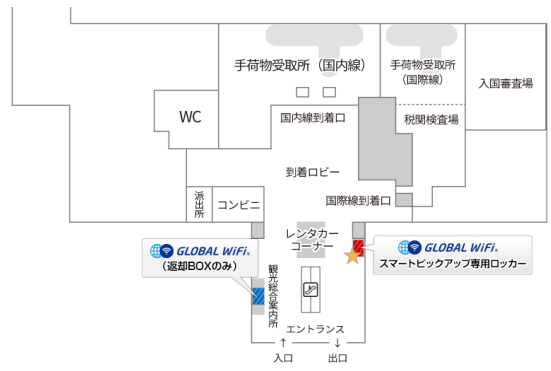 手荷物受取所（国内線）
手荷物受取所
（国際線）
入国審査場
WC
国内線到着口
税関検査場
到着ロビー
派出所
コンビニ
国際線到着口
レンタカー
コーナー
GLOBAL WiFi®
（返却BOXのみ）
GLOBAL WiFi®
スマートピックアップ専用ロッカー
観光総合案内所
エントランス
↑ ↓
入口 出口